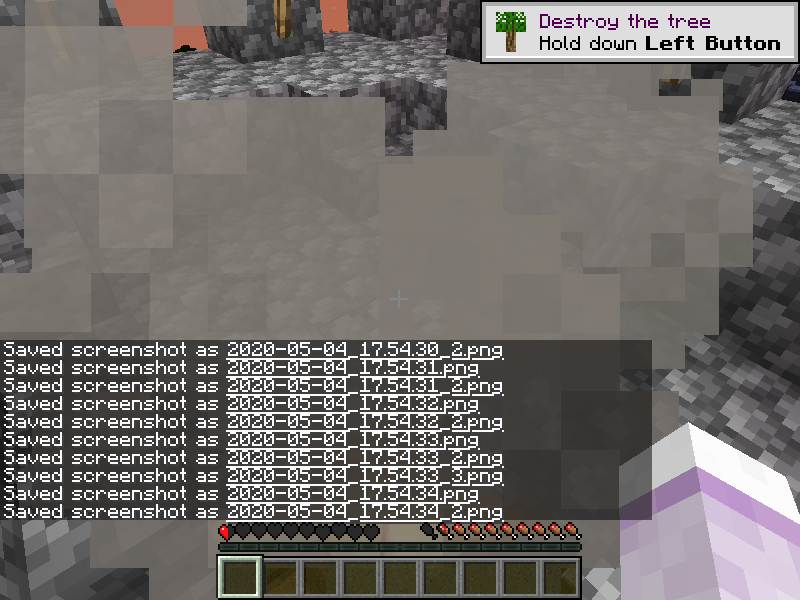 Destroy the tree
Hold down Left Button
Saved screenshot as 2020-05-04_17.54.30_2.png
Saved screenshot as 2020-05-04_17.54.31.png
Saved screenshot as 2020-05-04_17.54.31_2.png
Saved screenshot as 2020-05-04_17.54.32.png
Saved screenshot as 2020-05-04_17.54.32_2.png
Saved screenshot as 2020-05-04_17.54.33.png
Saved screenshot as 2020-05-04_17.54.33_2.png
Saved screenshot as 2020-05-04_17.54.33_3.png
Saved screenshot as 2020-05-04_17.54.34.png
Saved screenshot as 2020-05-04_17.54.34_2.png